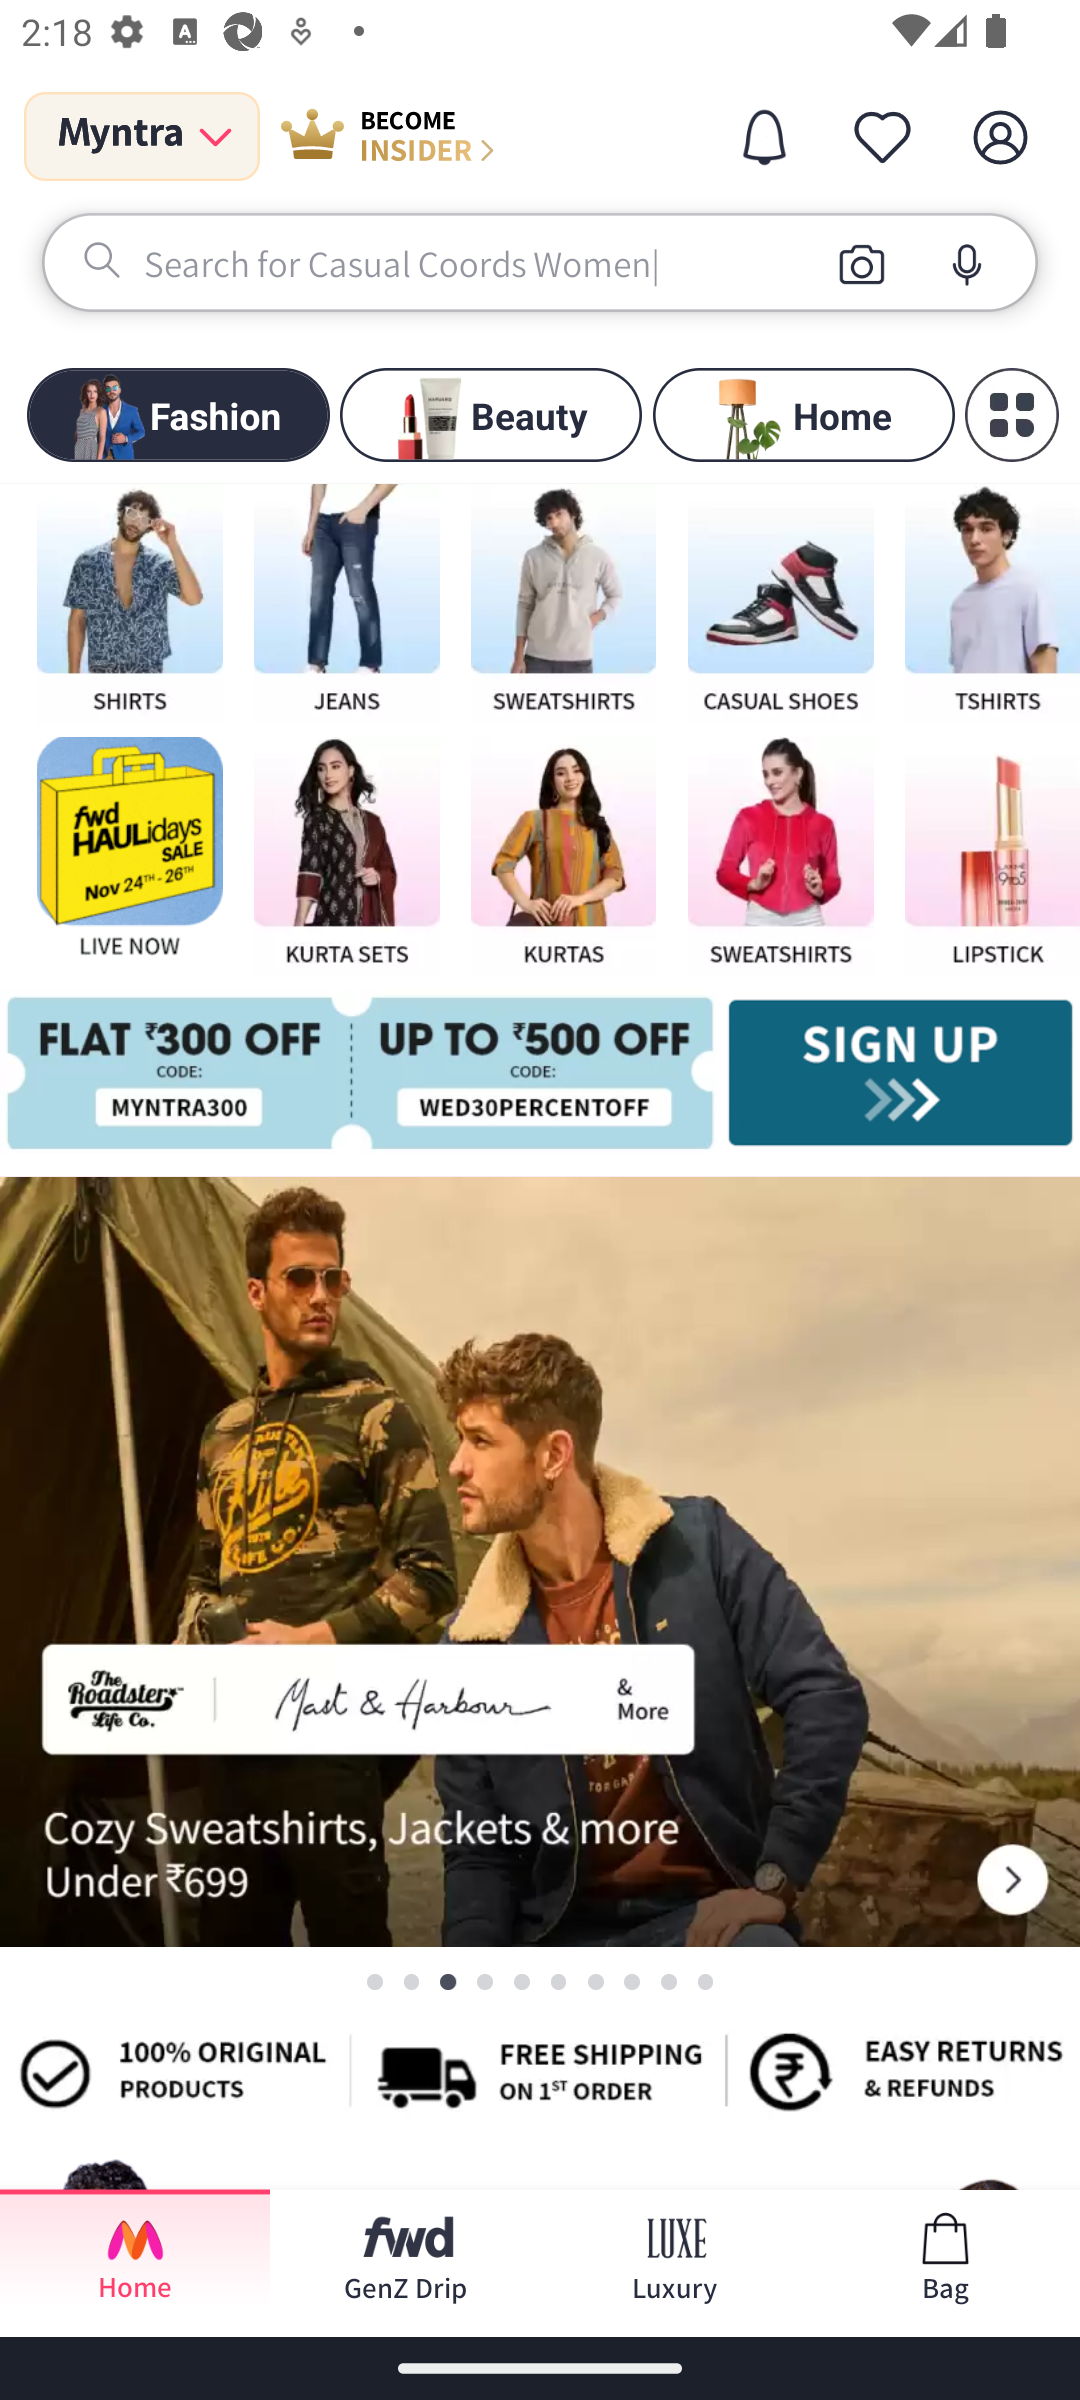 2:18
Myntra
BECOME
INSIDER
Search for Casual Coords Women
Fashion
Beauty
Home
SHIRTS
JEANS
SWEATSHIRTS
CASUAL SHOES
TSHIRTS
fwd
HAULidays
SALE
Nov 24TH - 26TH
LIVE NOW
KURTA SETS
KURTAS
SWEATSHIRTS
9to5
LIPSTICK
FLAT ₹300 OFF
CODE:
MYNTRA300
UP TO ₹500 OFF
CODE:
WED30PERCENTOFF
SIGN UP
The
Roadster
Life Co.
Mast & Harbour
&
More
Cozy Sweatshirts, Jackets & more
Under ₹699
100% ORIGINAL
PRODUCTS
FREE SHIPPING
ON 1ST ORDER
EASY RETURNS
& REFUNDS
Home
fwd
GenZ Drip
LUXE
Luxury
Bag